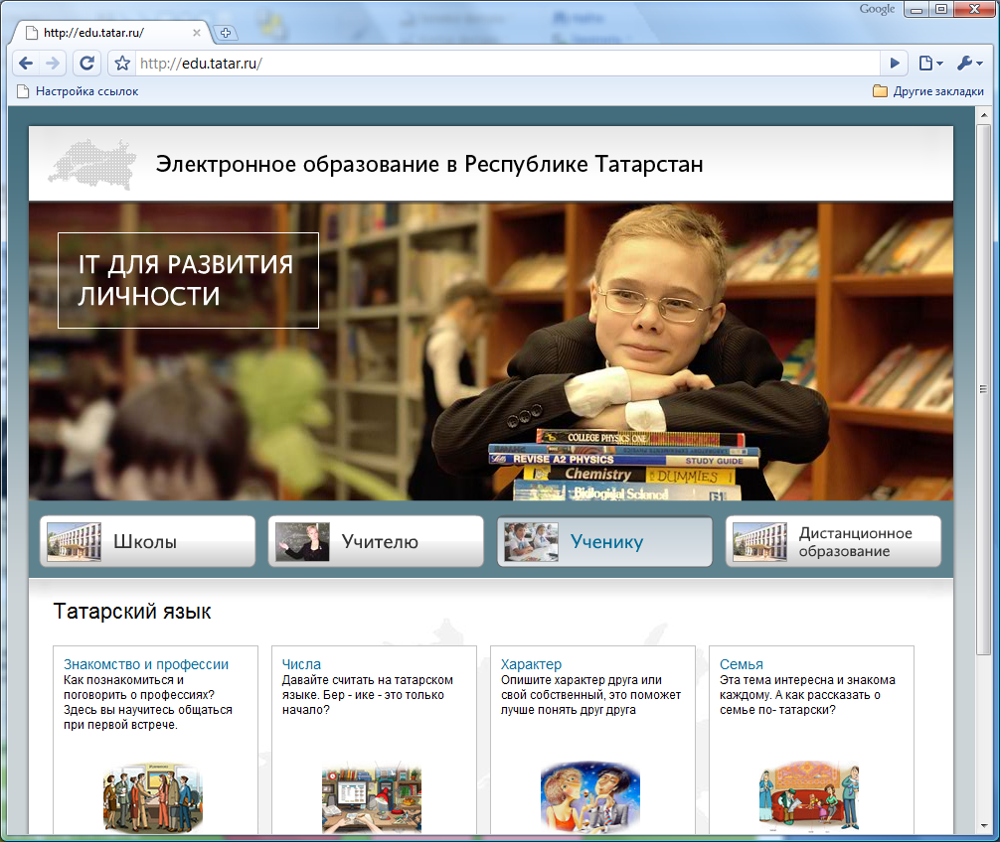 Google
http://edu.tatar.ru/
http://edu.tatar.ru/
Настройка ссылок
Другие закладки
Электронное образование в Республике Татарстан
IT ДЛЯ РАЗВИТИЯ
ЛИЧНОСТИ
COLLEGE PHYSICS ONE
REVISE A2 PHYSICS STUDY GUIDE
Chemistry DUMMIES
Biological Science
Школы
Учителю
Ученику
Дистанционное
образование
Татарский язык
Знакомство и профессии
Как познакомиться и
поговорить о профессиях?
Здесь вы научитесь общаться
при первой встрече.
Числа
Давайте считать на татарском
языке. Бер - ике - это только
начало?
Характер
Опишите характер друга или
свой собственный, это поможет
лучше понять друг друга
Семья
Эта тема интересна и знакома
каждому. А как рассказать о
семье по- татарски?